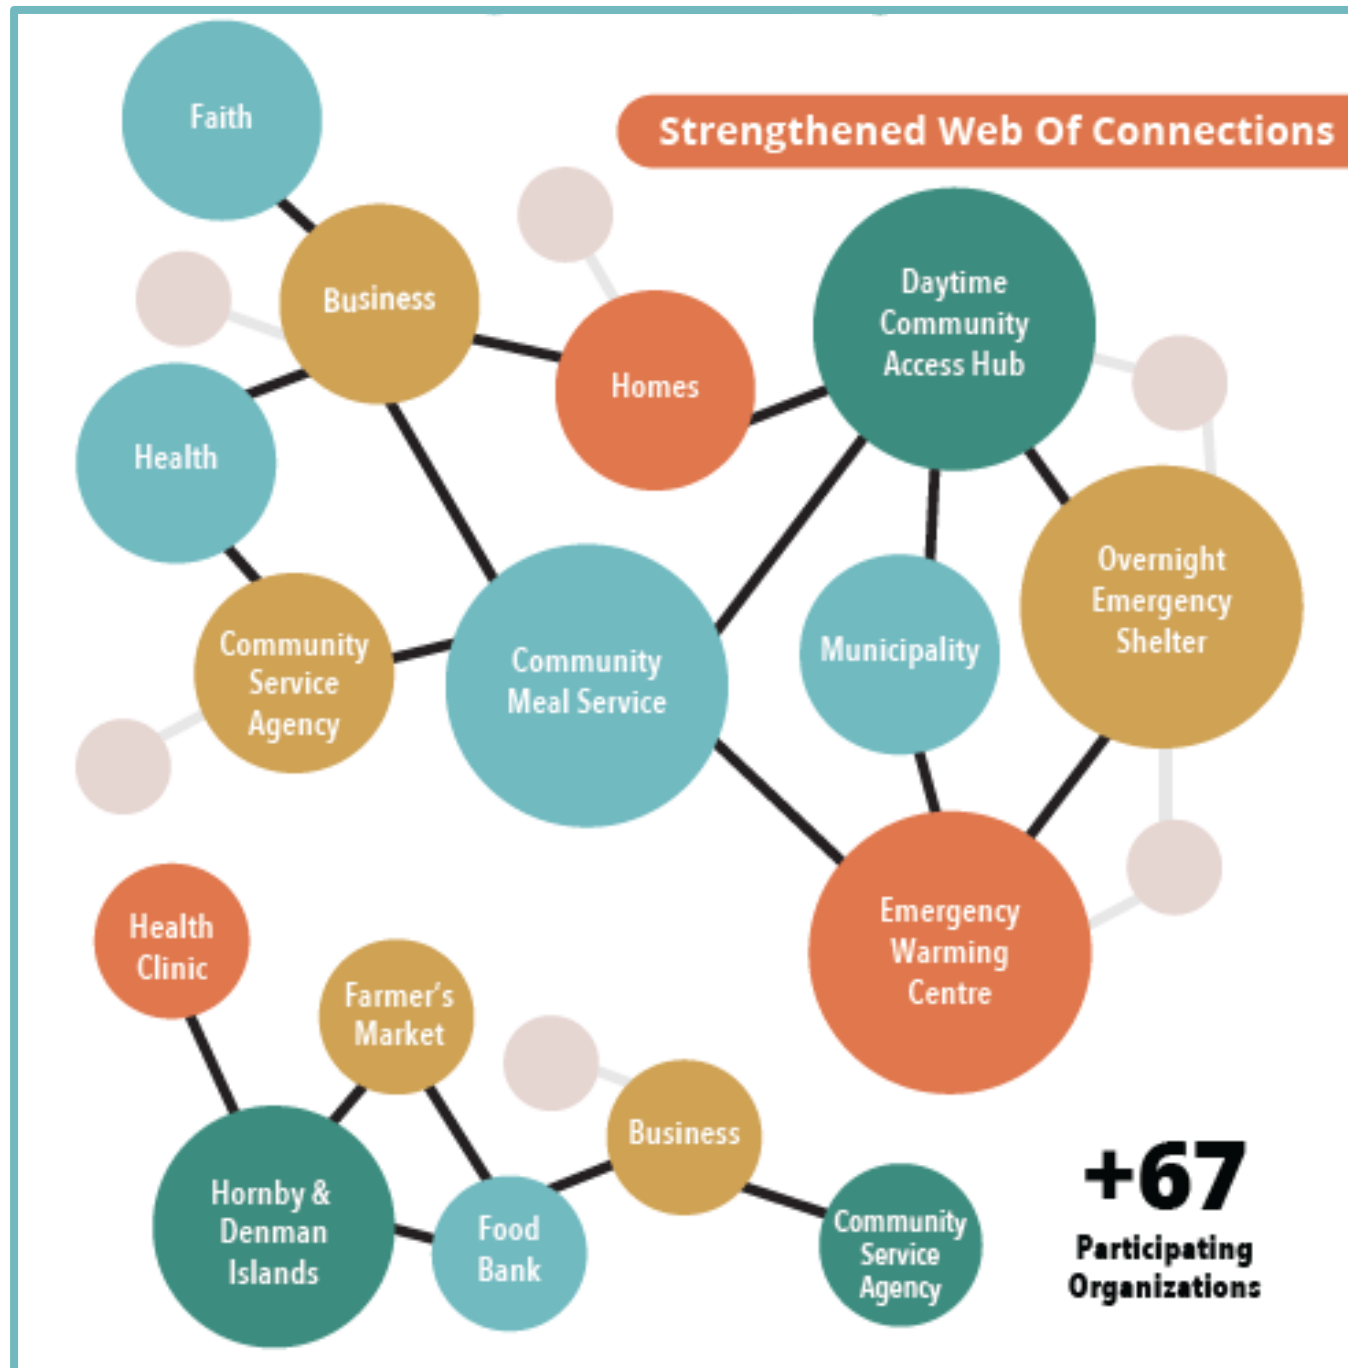 Strengthened Web Of Connections
Faith
Business
Homes
Daytime
Community
Access Hub
Health
Community
Service
Agency
Community
Meal Service
Municipality
Overnight
Emergency
Shelter
Emergency
Warming
Centre
Health
Clinic
Farmer's
Market
Hornby &
Denman
Islands
Food
Bank
Business
Community
Service
Agency
+67
Participating
Organizations